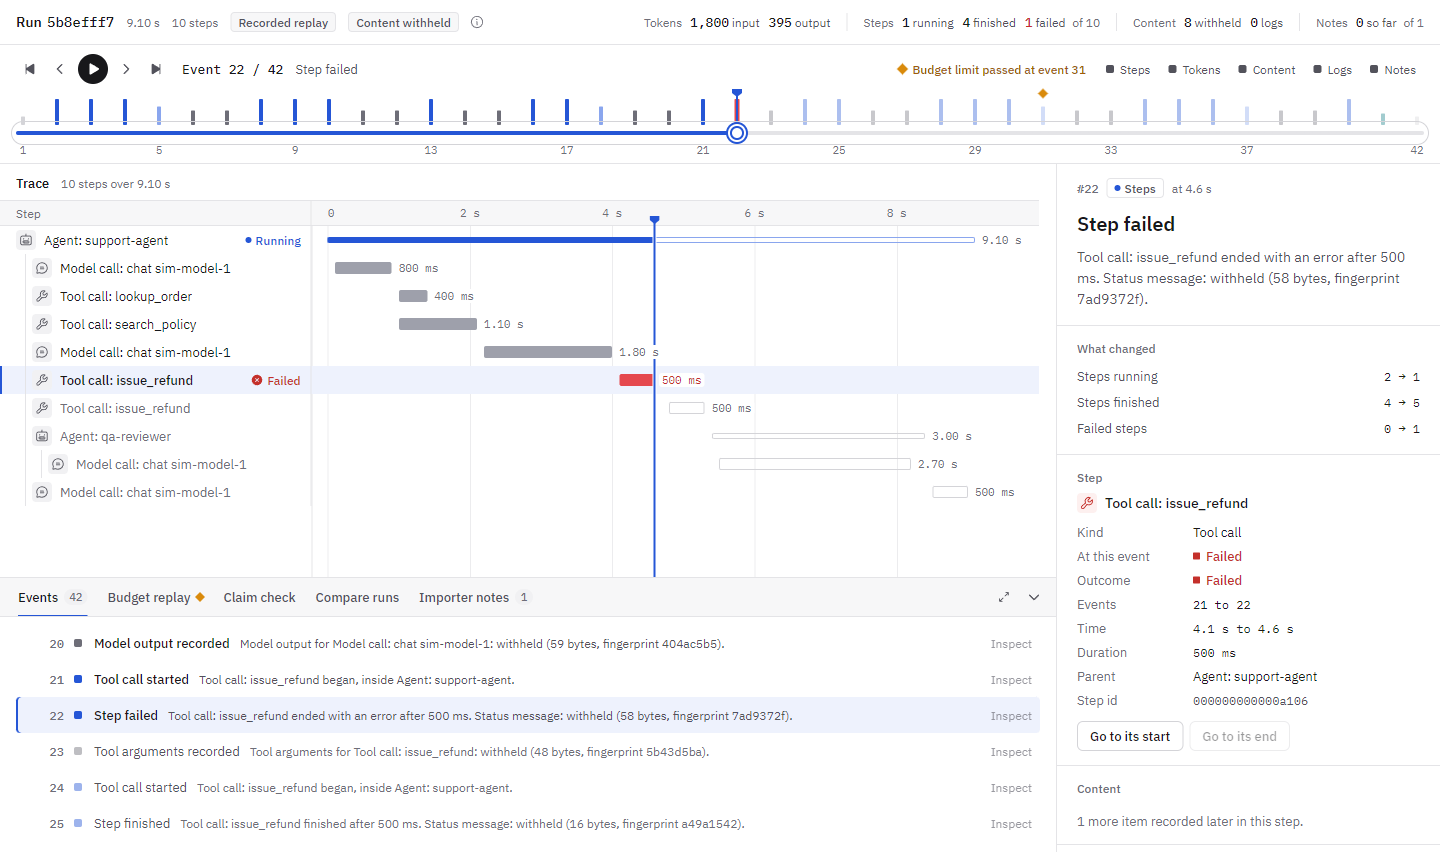 Run 5b8efff7 9.10 s 10 steps Recorded replay Content withheld
Tokens 1,800 input 395 output Steps 1 running 4 finished 1 failed of 10 Content 8 withheld 0 logs Notes 0 so far of 1
Event 22 / 42 Step failed
Budget limit passed at event 31 Steps Tokens Content Logs Notes
1 5 9 13 17 21 25 29 33 37 42
Trace 10 steps over 9.10 s
Step 0 2 s 4 s 6 s 8 s
Agent: support-agent Running 9.10 s
Model call: chat sim-model-1 800 ms
Tool call: lookup_order 400 ms
Tool call: search_policy 1.10 s
Model call: chat sim-model-1 1.80 s
Tool call: issue_refund Failed 500 ms
Tool call: issue_refund 500 ms
Agent: qa-reviewer 3.00 s
Model call: chat sim-model-1 2.70 s
Model call: chat sim-model-1 500 ms
Events 42 Budget replay Claim check Compare runs Importer notes 1
20 Model output recorded Model output for Model call: chat sim-model-1: withheld (59 bytes, fingerprint 404ac5b5). Inspect
21 Tool call started Tool call: issue_refund began, inside Agent: support-agent. Inspect
22 Step failed Tool call: issue_refund ended with an error after 500 ms. Status message: withheld (58 bytes, fingerprint 7ad9372f). Inspect
23 Tool arguments recorded Tool arguments for Tool call: issue_refund: withheld (48 bytes, fingerprint 5b43d5ba). Inspect
24 Tool call started Tool call: issue_refund began, inside Agent: support-agent. Inspect
25 Step finished Tool call: issue_refund finished after 500 ms. Status message: withheld (16 bytes, fingerprint a49a1542). Inspect
#22 Steps at 4.6 s
Step failed
Tool call: issue_refund ended with an error after 500
ms. Status message: withheld (58 bytes, fingerprint
7ad9372f).
What changed
Steps running 2 → 1
Steps finished 4 → 5
Failed steps 0 → 1
Step
Tool call: issue_refund
Kind Tool call
At this event Failed
Outcome Failed
Events 21 to 22
Time 4.1 s to 4.6 s
Duration 500 ms
Parent Agent: support-agent
Step id 000000000000a106
Go to its start Go to its end
Content
1 more item recorded later in this step.